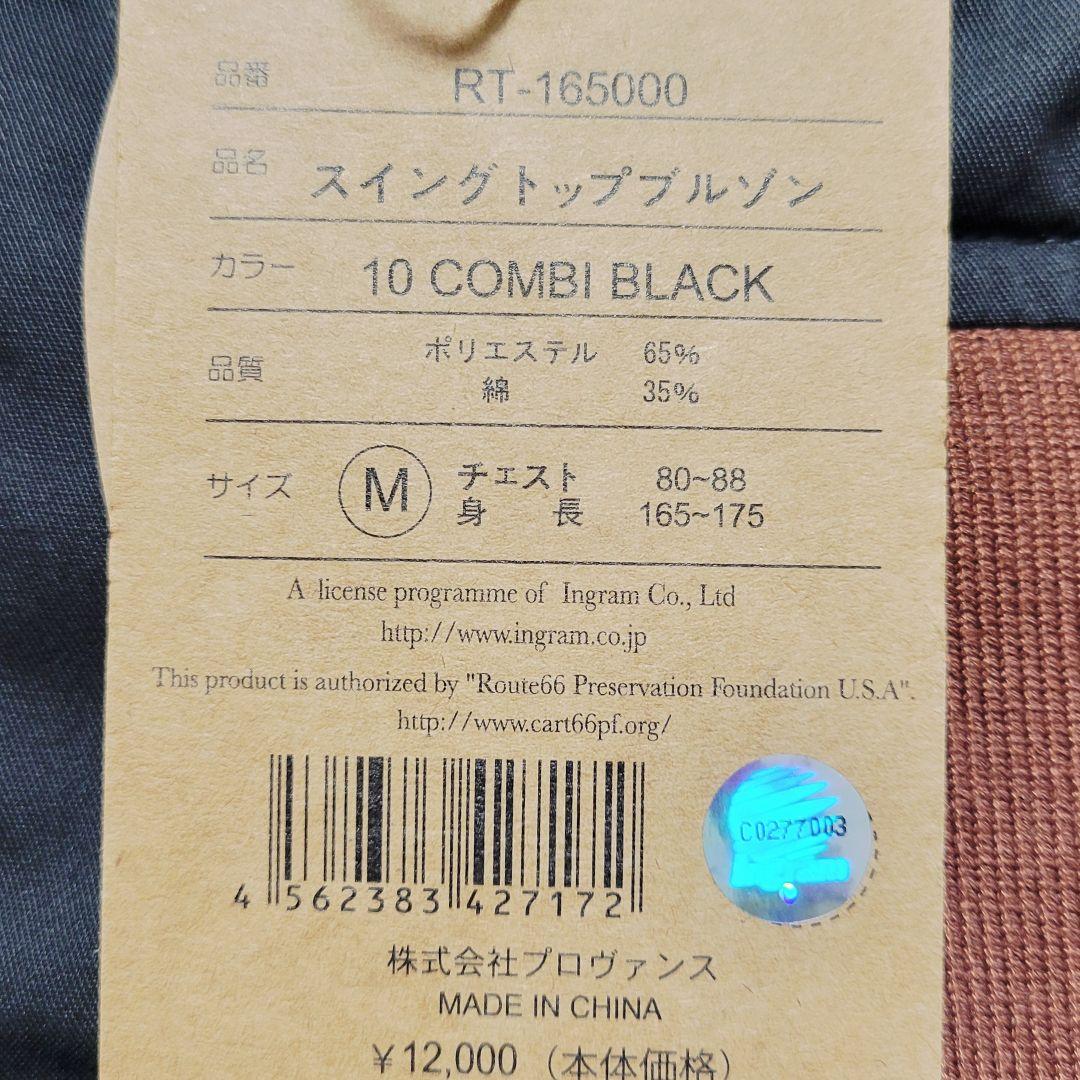 品番 RT-165000
品名 スイングトップブルゾン
カラー 10 COMBI BLACK
品質 ポリエステル 65%
綿 35%
サイズ M チェスト 80~88
身長 165~175
A license programme of Ingram Co., Ltd
http://www.ingram.co.jp
This product is authorized by "Route66 Preservation Foundation U.S.A".
http://www.cart66pf.org/
C0277D03
4 562383 427172
株式会社プロヴァンス
MADE IN CHINA
￥12,000 (本体価格)